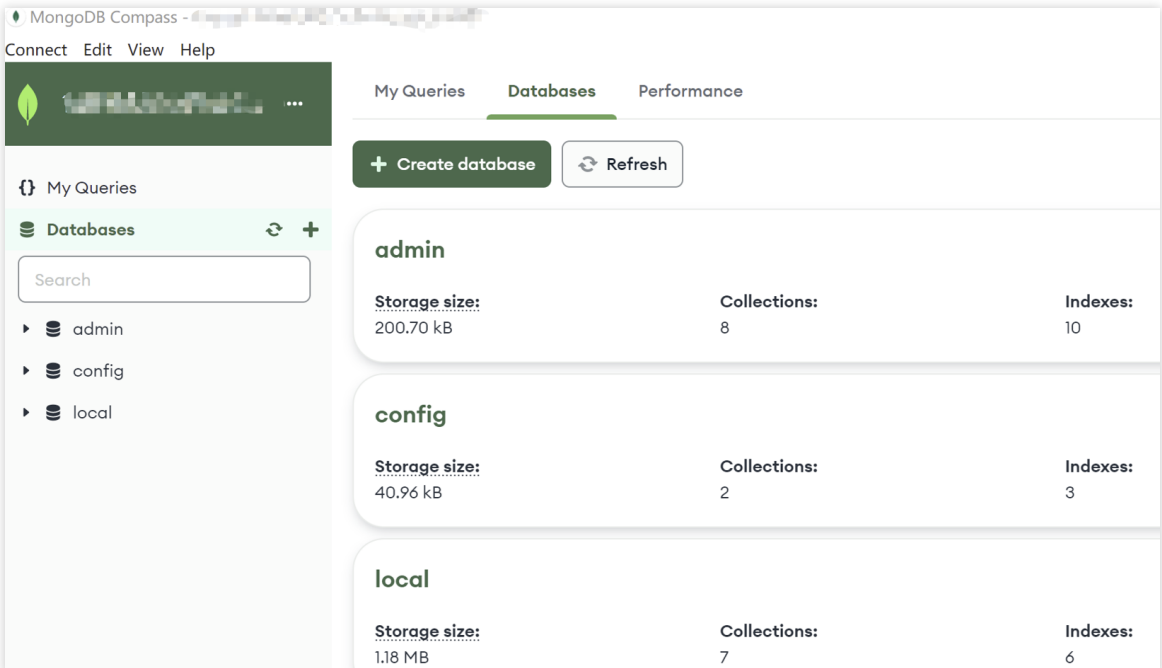 MongoDB Compass -
Connect Edit View Help
...
My Queries
Databases
Search
admin
config
local
My Queries Databases Performance
Create database Refresh
admin
Storage size: Collections: Indexes:
200.70 kB 8 10
config
Storage size: Collections: Indexes:
40.96 kB 2 3
local
Storage size: Collections: Indexes:
1.18 MB 7 6